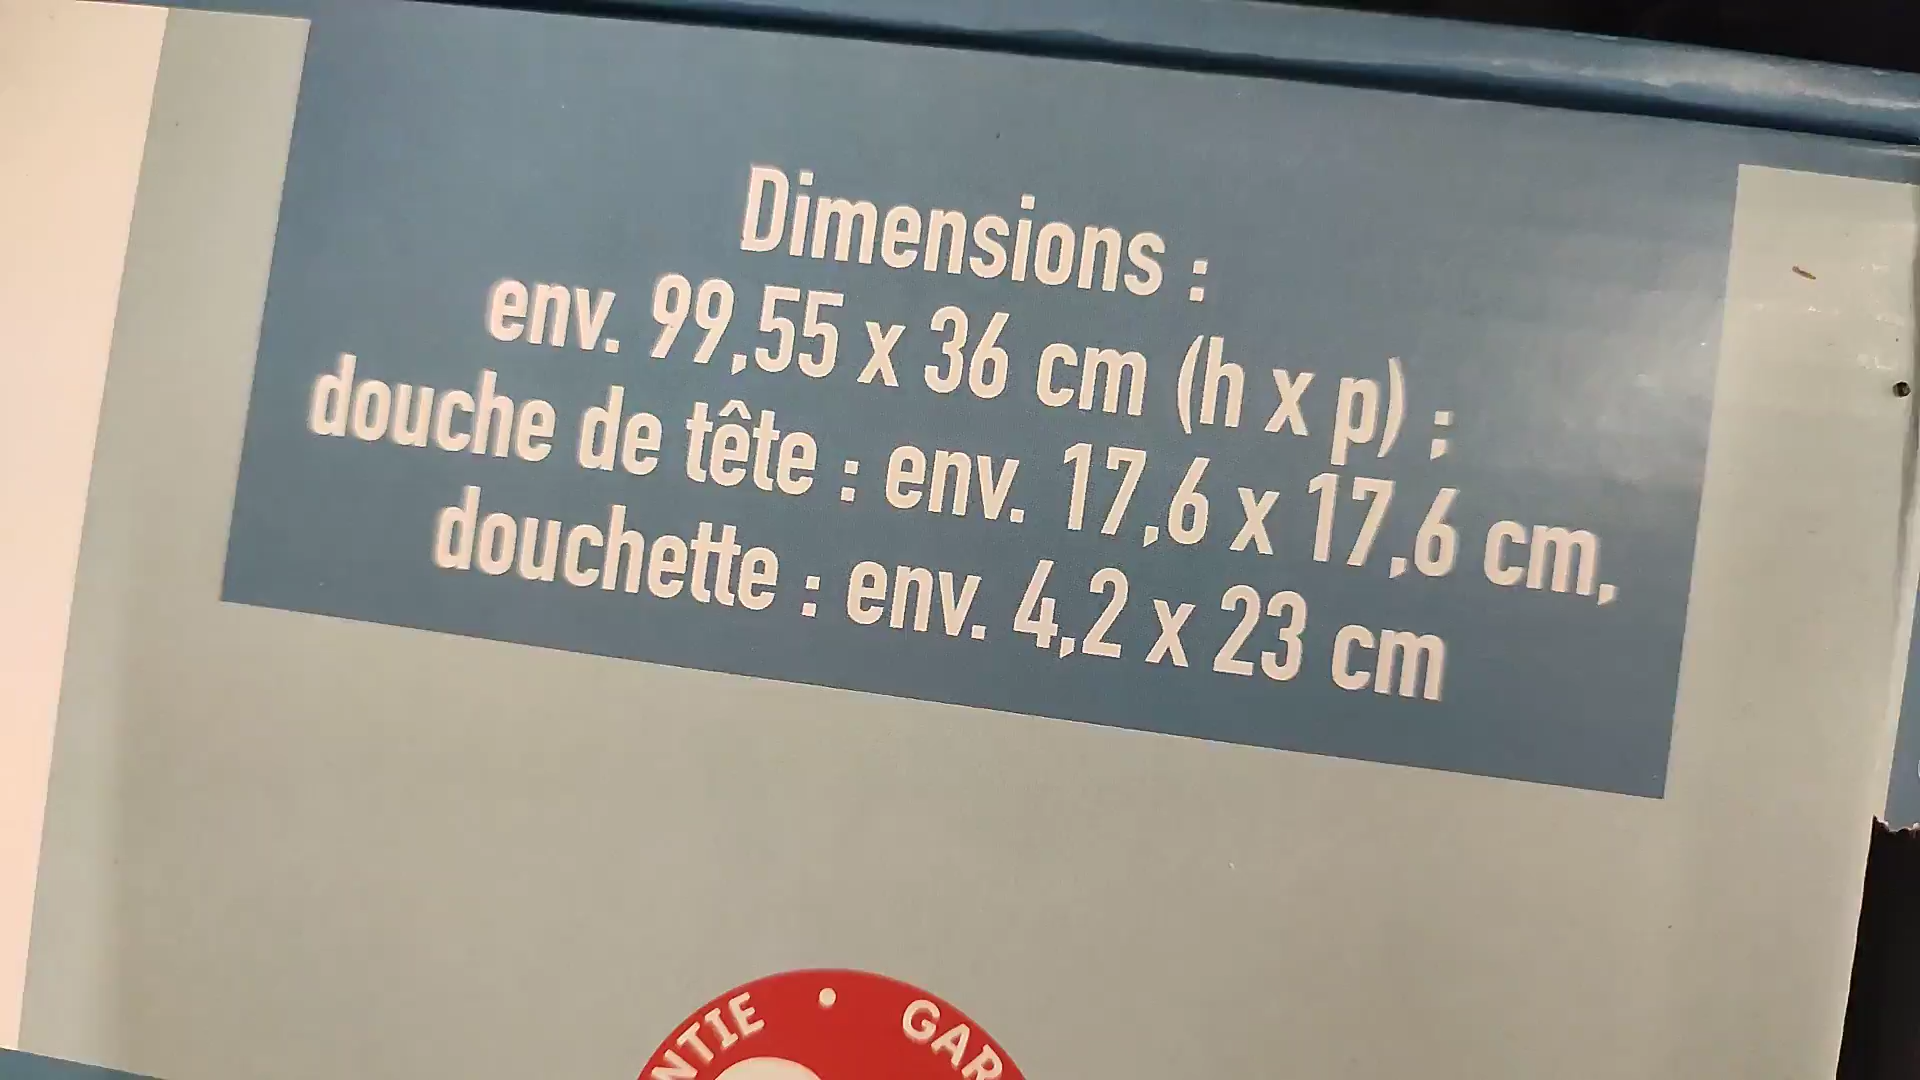 Dimensions :
env. 99,55 x 36 cm (h x p) ;
douche de tête : env. 17,6 x 17,6 cm,
douchette : env. 4,2 x 23 cm
NTIE • GAR